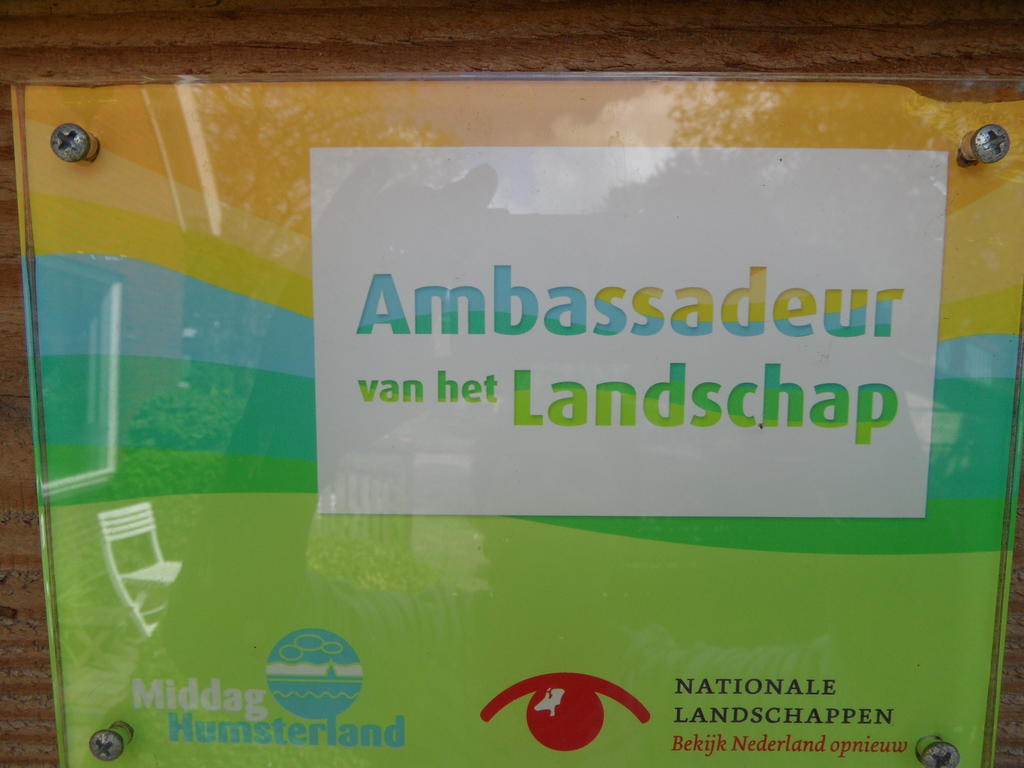 Ambassadeur
van het Landschap
Middag
Humsterland
NATIONALE
LANDSCHAPPEN
Bekijk Nederland opnieuw